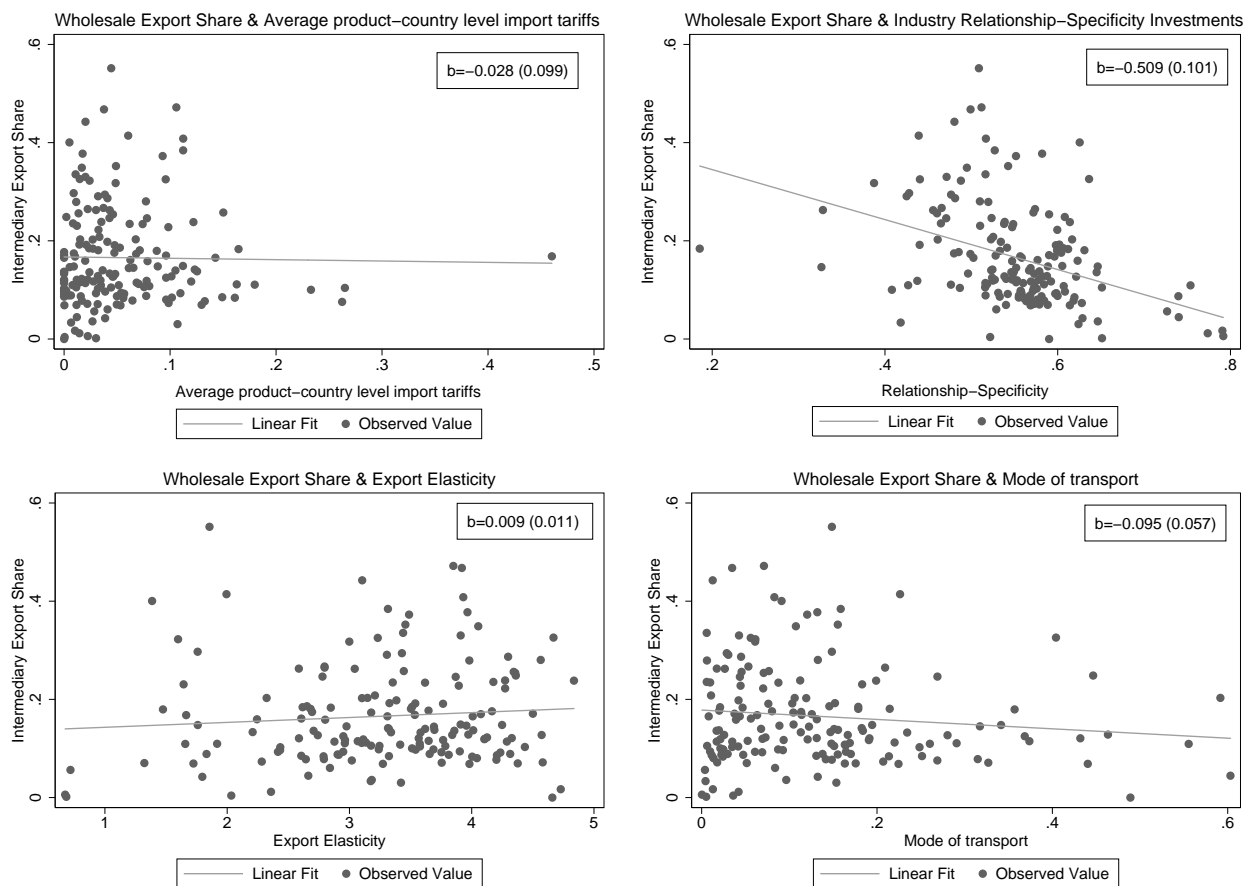 Wholesale Export Share & Average product−country level import tariffs
b=−0.028 (0.099)
Intermediary Export Share
0
.2
.4
.6
0
.1
.2
.3
.4
.5
Average product−country level import tariffs
Linear Fit
Observed Value
Wholesale Export Share & Industry Relationship−Specificity Investments
b=−0.509 (0.101)
Intermediary Export Share
0
.2
.4
.6
.2
.4
.6
.8
Relationship−Specificity
Linear Fit
Observed Value
Wholesale Export Share & Export Elasticity
b=0.009 (0.011)
Intermediary Export Share
0
.2
.4
.6
1
2
3
4
5
Export Elasticity
Linear Fit
Observed Value
Wholesale Export Share & Mode of transport
b=−0.095 (0.057)
Intermediary Export Share
0
.2
.4
.6
0
.2
.4
.6
Mode of transport
Linear Fit
Observed Value